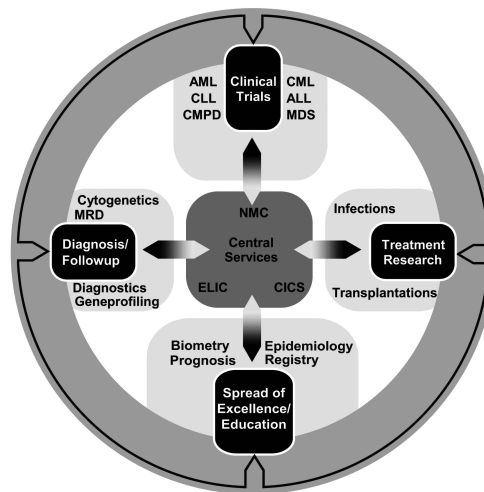 AML
CLL
CMPD
Clinical
Trials
CML
ALL
MDS
Cytogenetics
MRD
Diagnosis/
Followup
Diagnostics
Geneprofiling
NMC
Central
Services
ELIC
CICS
Infections
Treatment
Research
Transplantations
Biometry
Prognosis
Epidemiology
Registry
Spread of
Excellence/
Education